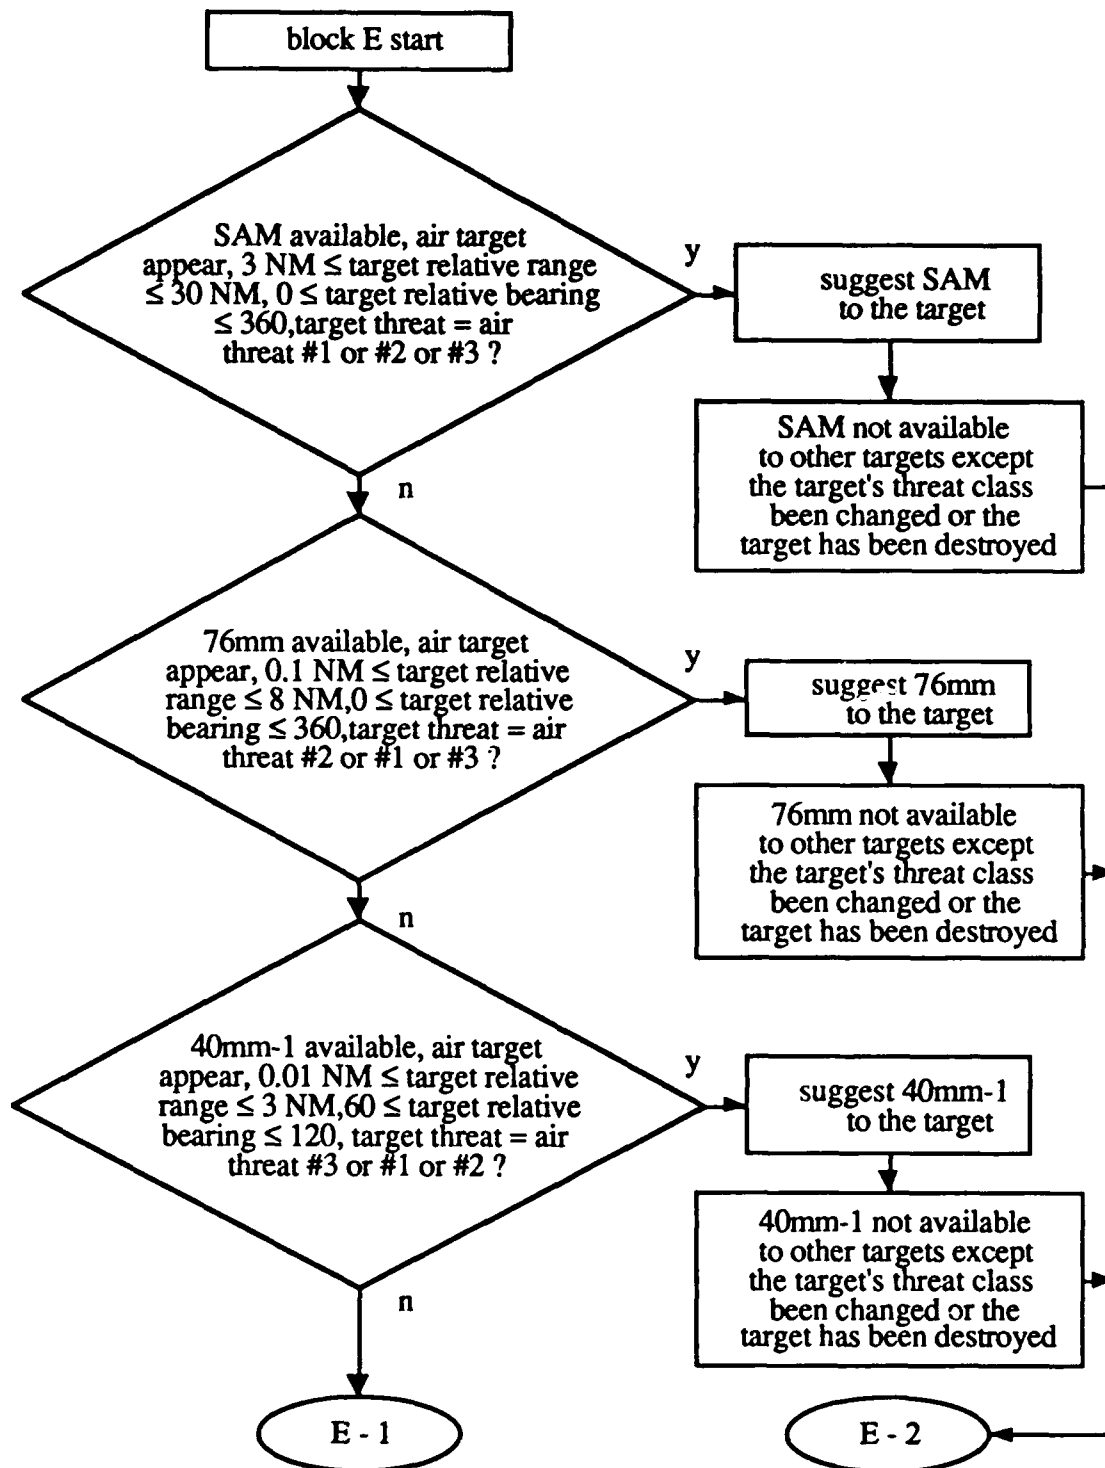 block E start
SAM available, air target
appear, 3 NM ≤ target relative range
≤ 30 NM, 0 ≤ target relative bearing
≤ 360,target threat = air
threat #1 or #2 or #3 ?
y
suggest SAM
to the target
SAM not available
to other targets except
the target's threat class
been changed or the
target has been destroyed
n
76mm available, air target
appear, 0.1 NM ≤ target relative
range ≤ 8 NM,0 ≤ target relative
bearing ≤ 360,target threat = air
threat #2 or #1 or #3 ?
y
suggest 76mm
to the target
76mm not available
to other targets except
the target's threat class
been changed or the
target has been destroyed
n
40mm-1 available, air target
appear, 0.01 NM ≤ target relative
range ≤ 3 NM,60 ≤ target relative
bearing ≤ 120, target threat = air
threat #3 or #1 or #2 ?
y
suggest 40mm-1
to the target
40mm-1 not available
to other targets except
the target's threat class
been changed or the
target has been destroyed
n
E - 1
E - 2